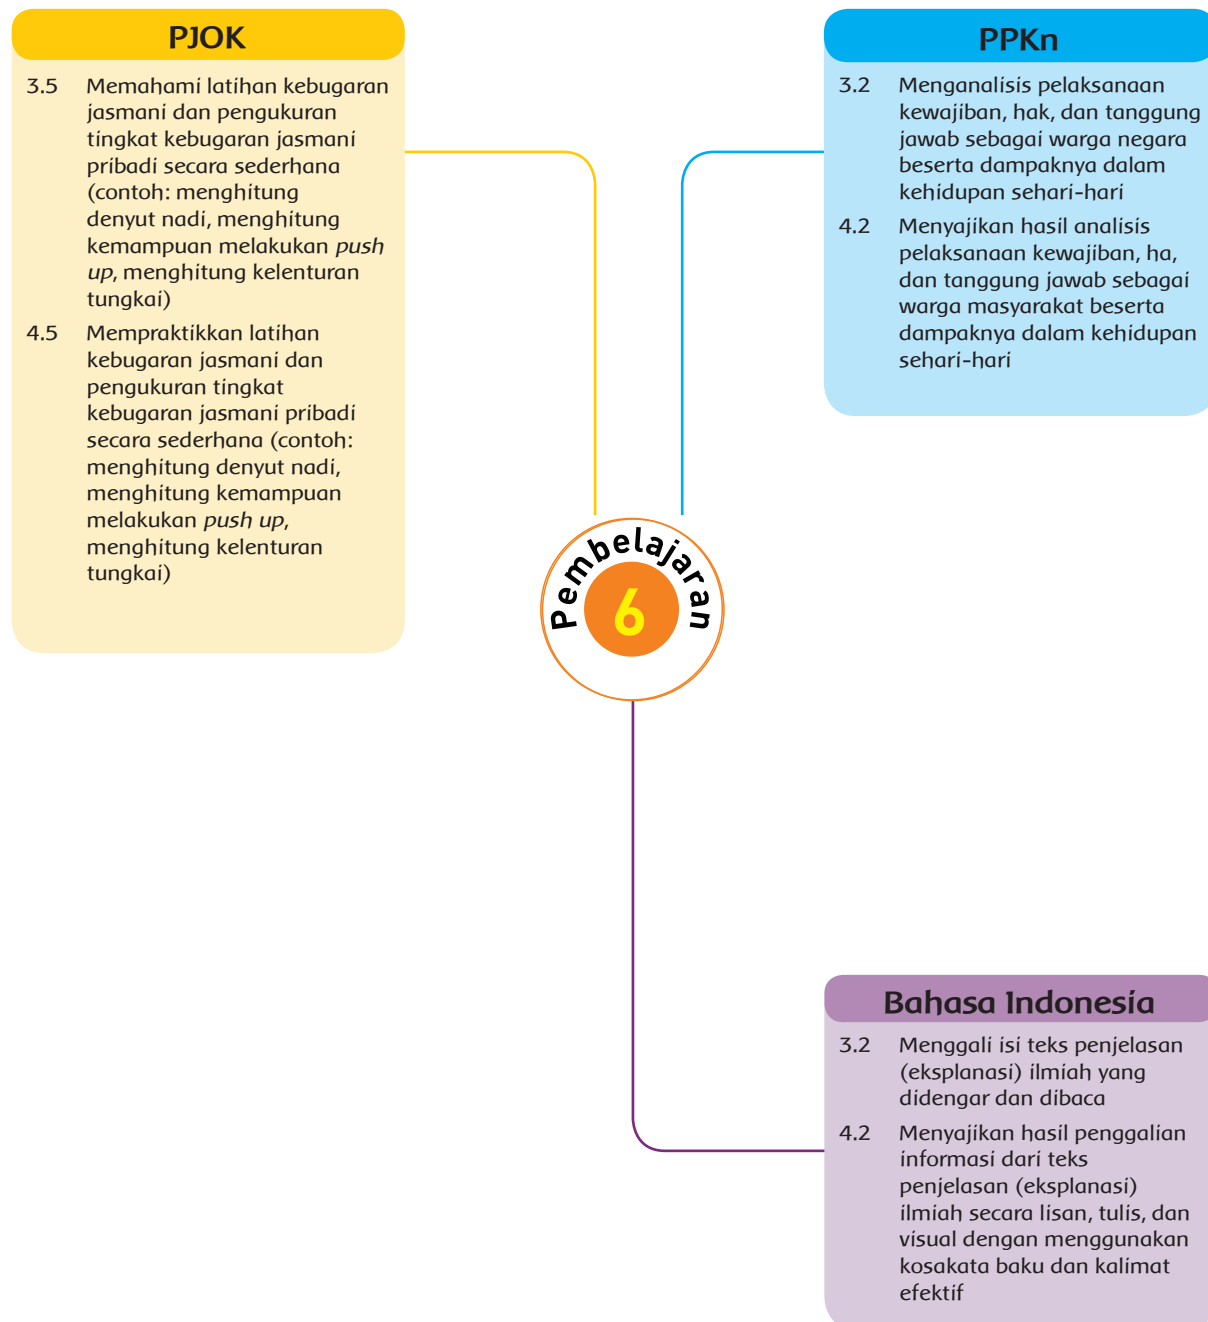 PJOK
3.5 Memahami latihan kebugaran
jasmani dan pengukuran
tingkat kebugaran jasmani
pribadi secara sederhana
(contoh: menghitung
denyut nadi, menghitung
kemampuan melakukan push
up, menghitung kelenturan
tungkai)
4.5 Mempraktikkan latihan
kebugaran jasmani dan
pengukuran tingkat
kebugaran jasmani pribadi
secara sederhana (contoh:
menghitung denyut nadi,
menghitung kemampuan
melakukan push up,
menghitung kelenturan
tungkai)
PPKn
3.2 Menganalisis pelaksanaan
kewajiban, hak, dan tanggung
jawab sebagai warga negara
beserta dampaknya dalam
kehidupan sehari-hari
4.2 Menyajikan hasil analisis
pelaksanaan kewajiban, ha,
dan tanggung jawab sebagai
warga masyarakat beserta
dampaknya dalam kehidupan
sehari-hari
Pembelajaran
6
Bahasa Indonesia
3.2 Menggali isi teks penjelasan
(eksplanasi) ilmiah yang
didengar dan dibaca
4.2 Menyajikan hasil penggalian
informasi dari teks
penjelasan (eksplanasi)
ilmiah secara lisan, tulis, dan
visual dengan menggunakan
kosakata baku dan kalimat
efektif